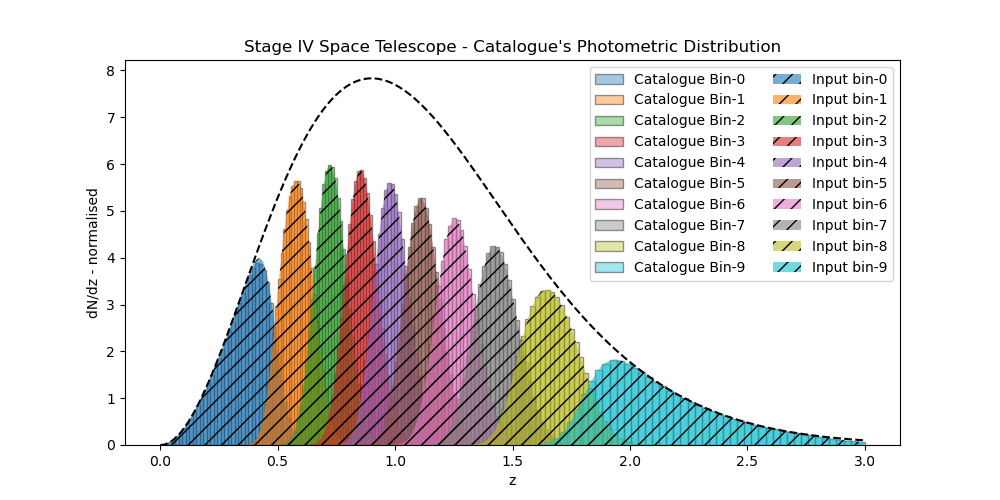 Stage IV Space Telescope - Catalogue's Photometric Distribution
dN/dz - normalised
8
7
6
5
4
3
2
1
0
Catalogue Bin-0
Catalogue Bin-1
Catalogue Bin-2
Catalogue Bin-3
Catalogue Bin-4
Catalogue Bin-5
Catalogue Bin-6
Catalogue Bin-7
Catalogue Bin-8
Catalogue Bin-9
Input bin-0
Input bin-1
Input bin-2
Input bin-3
Input bin-4
Input bin-5
Input bin-6
Input bin-7
Input bin-8
Input bin-9
0.0 0.5 1.0 1.5 2.0 2.5 3.0
z